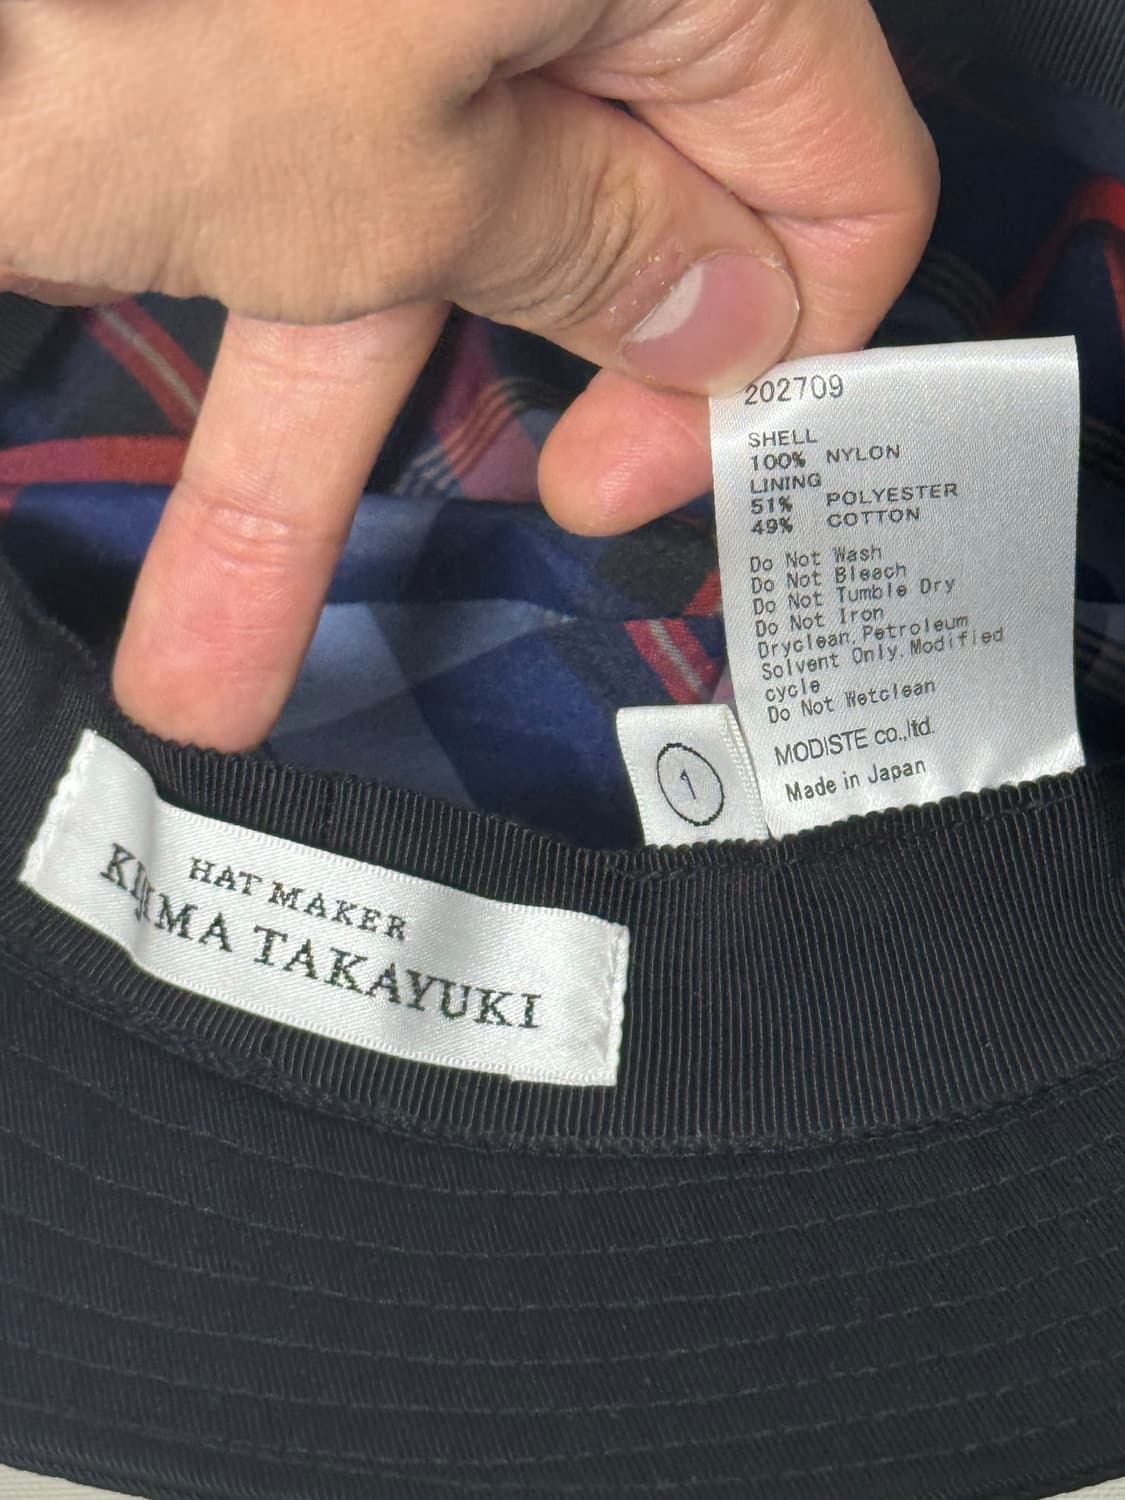 202709
SHELL
100% NYLON
LINING
51% POLYESTER
49% COTTON
Do Not Wash
Do Not Bleach
Do Not Tumble Dry
Do Not Iron
Dryclean,Petroleum
Solvent Only.Modified
cycle
Do Not Wetclean
MODISTE co.,ltd.
Made in Japan
1
HAT MAKER
KIJIMA TAKAYUKI